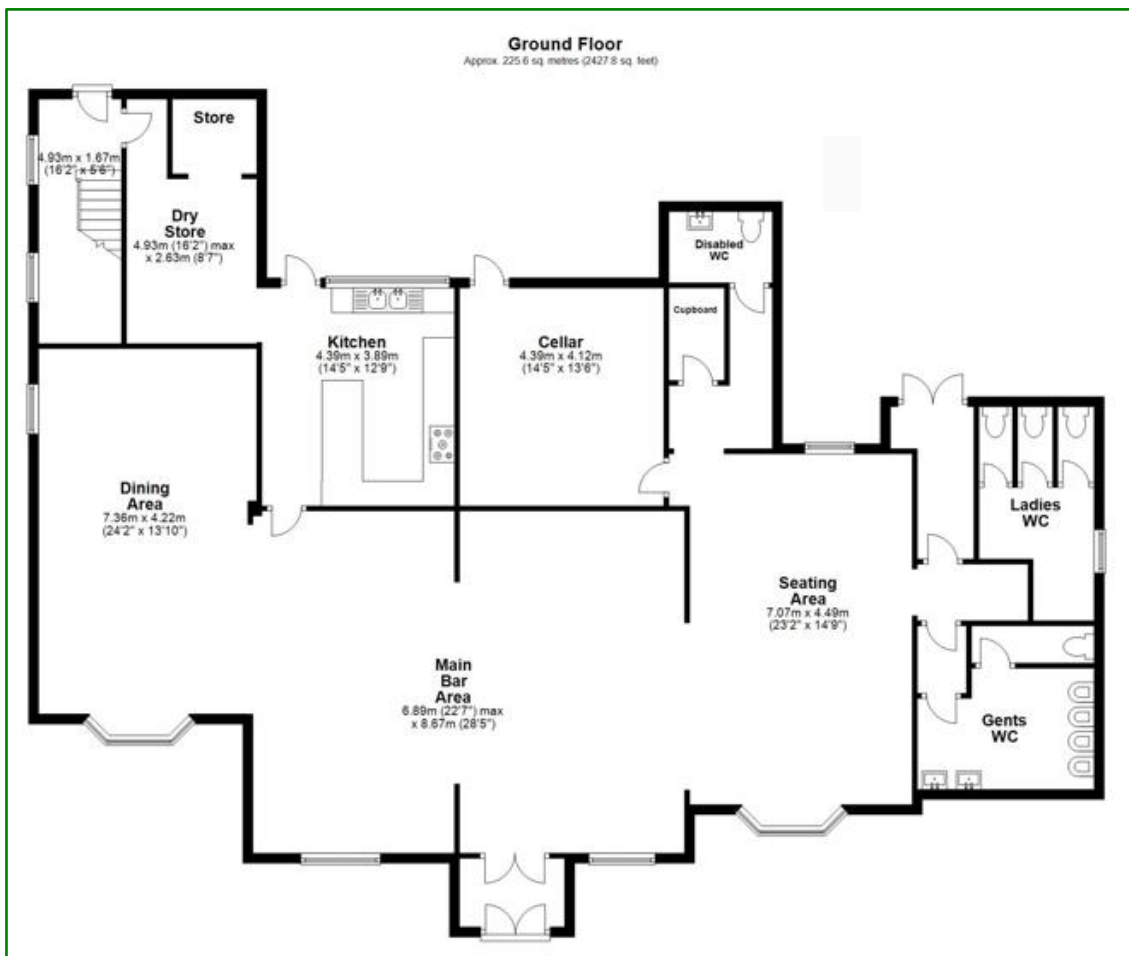 Ground Floor
Approx. 225.6 sq. metres (2427.8 sq. feet)
Store
4.93m x 1.67m
(16'2" x 5'6")
Dry
Store
4.93m (16'2") max
x 2.63m (8'7")
Disabled
WC
Cupboard
Kitchen
4.39m x 3.89m
(14'5" x 12'9")
Cellar
4.39m x 4.12m
(14'5" x 13'6")
Dining
Area
7.36m x 4.22m
(24'2" x 13'10")
Ladies
WC
Seating
Area
7.07m x 4.49m
(23'2" x 14'9")
Main
Bar
Area
6.89m (22'7") max
x 8.67m (28'5")
Gents
WC